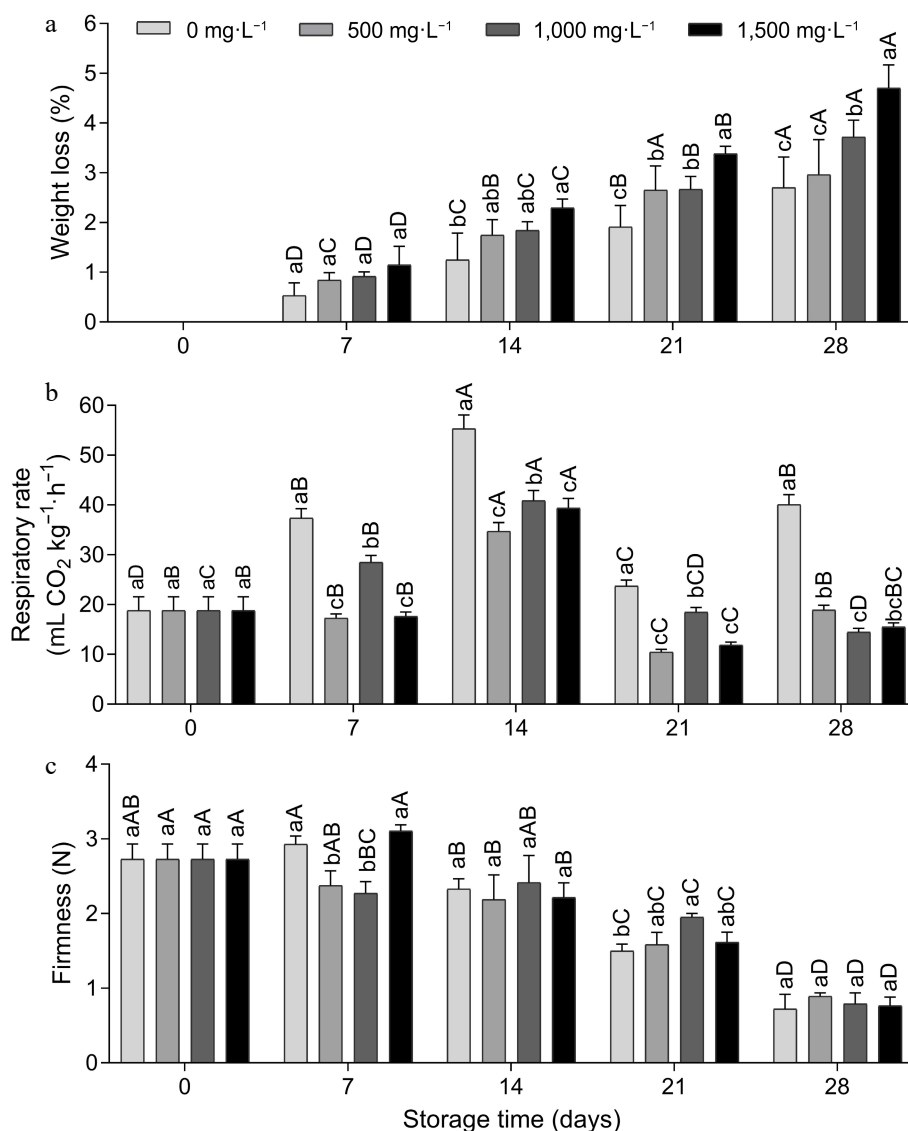 a
0 mg·L⁻¹ 500 mg·L⁻¹ 1,000 mg·L⁻¹ 1,500 mg·L⁻¹
Weight loss (%)
6
5
4
3
2
1
0
aD aC aD aD
bC abB abC aC
cB bA bB aB
cA cA bA aA
0 7 14 21 28
b
Respiratory rate
(mL CO₂ kg⁻¹·h⁻¹)
60
50
40
30
20
10
0
aD aB aC aB
aB cB bB cB
aA cA bA cA
aC cC bCD cC
aB bB cD bcBC
0 7 14 21 28
c
Firmness (N)
4
3
2
1
0
aAB aA aA aA
aA bAB bBC aA
aB aB aAB aB
bC abC aC abC
aD aD aD aD
0 7 14 21 28
Storage time (days)